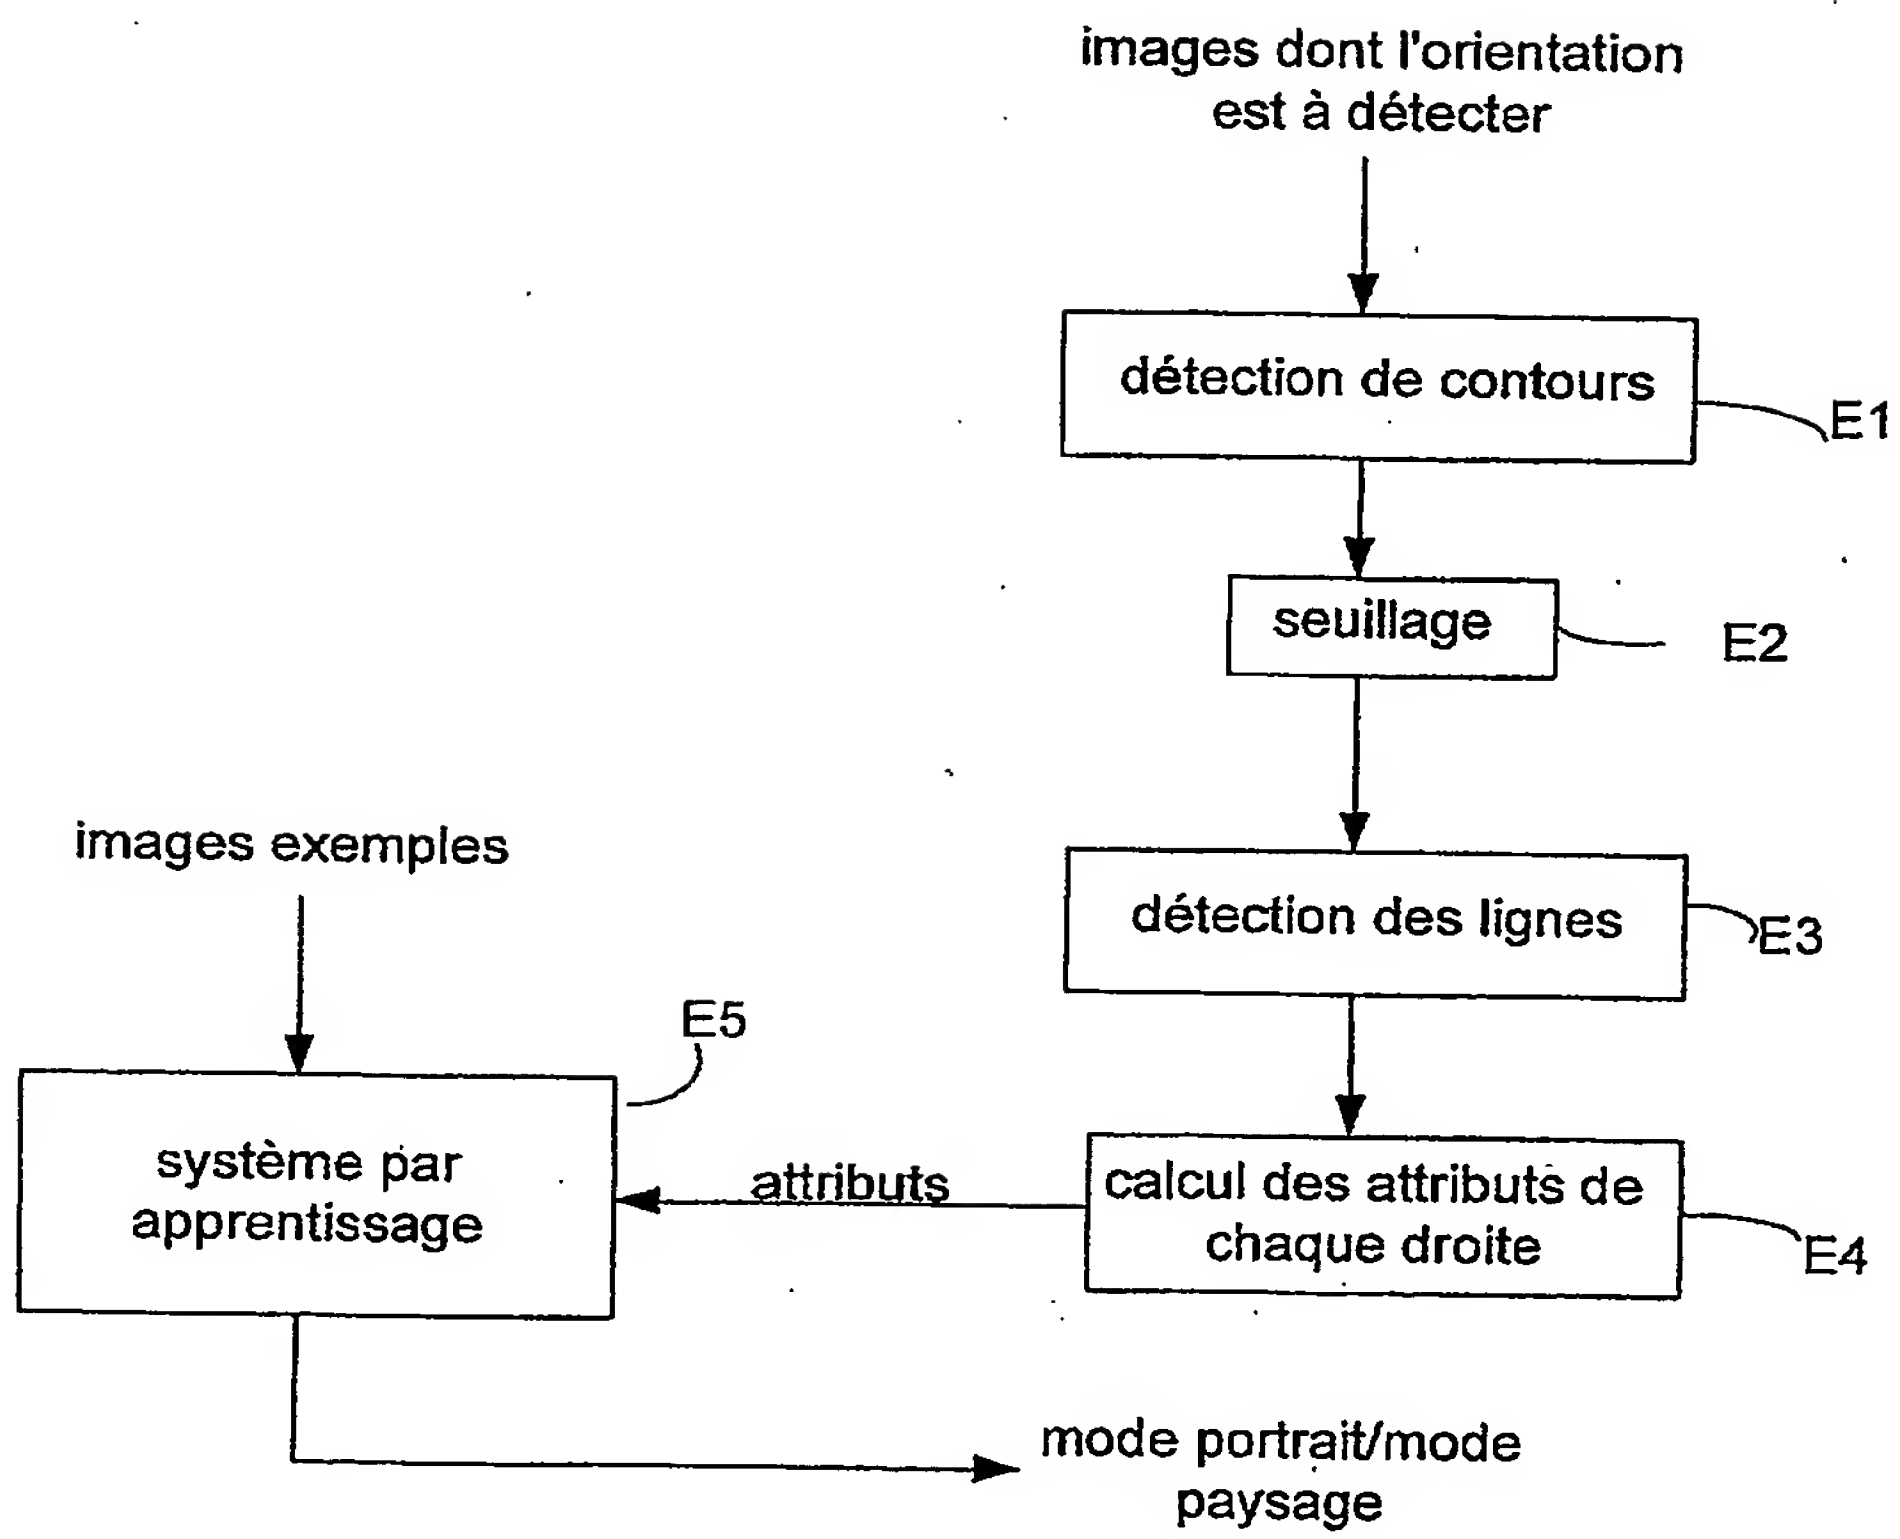 images dont l'orientation
est à détecter
détection de contours
E1
seuillage
E2
détection des lignes
E3
images exemples
E5
système par
apprentissage
attributs
calcul des attributs de
chaque droite
E4
mode portrait/mode
paysage